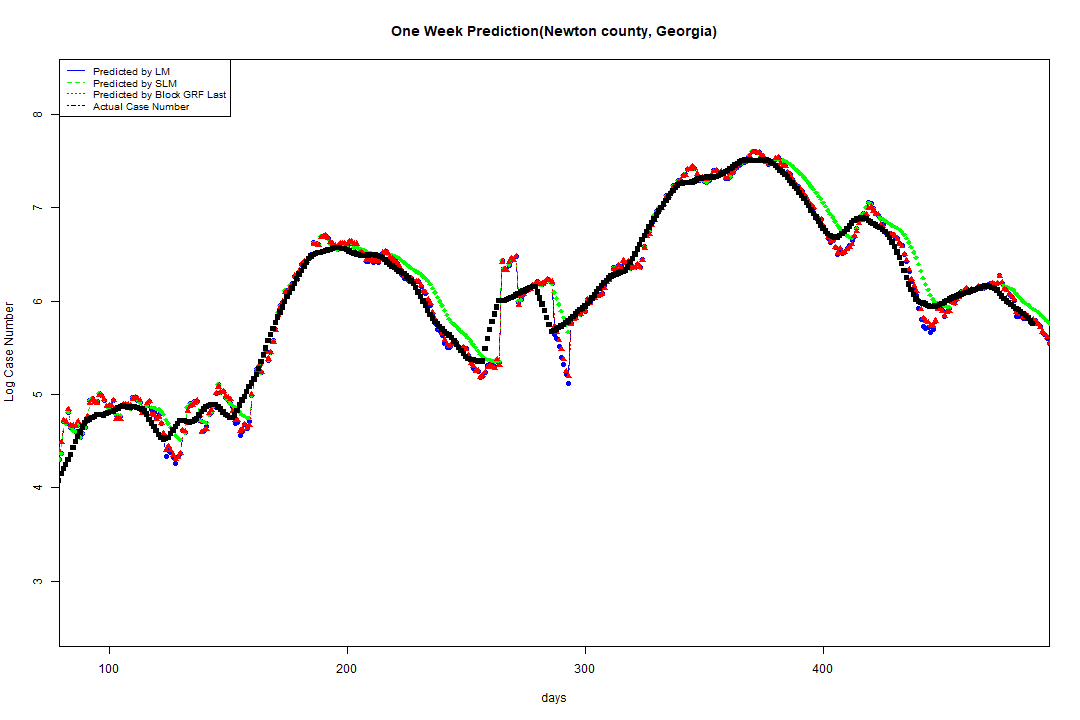 One Week Prediction(Newton county, Georgia)
Predicted by LM
Predicted by SLM
Predicted by Block GRF Last
Actual Case Number
8
7
6
5
4
3
Log Case Number
100 200 300 400
days